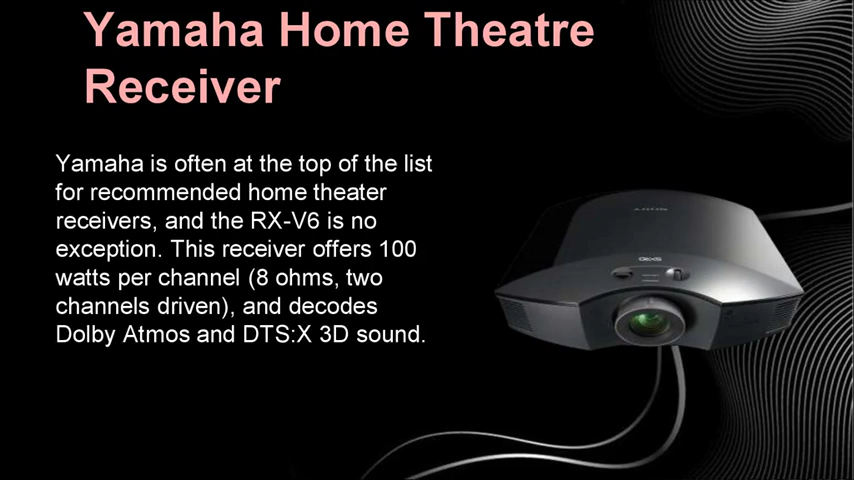 Yamaha Home Theatre
Receiver
Yamaha is often at the top of the list
for recommended home theater
receivers, and the RX-V6 is no
exception. This receiver offers 100
watts per channel (8 ohms, two
channels driven), and decodes
Dolby Atmos and DTS:X 3D sound.
SONY
SXRD